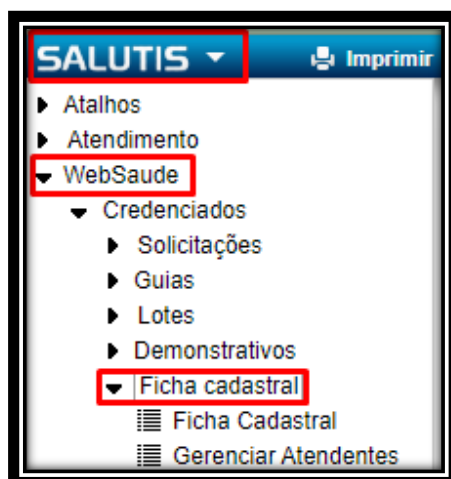 SALUTIS Imprimir
Atalhos
Atendimento
WebSaude
Credenciados
Solicitações
Guias
Lotes
Demonstrativos
Ficha cadastral
Ficha Cadastral
Gerenciar Atendentes